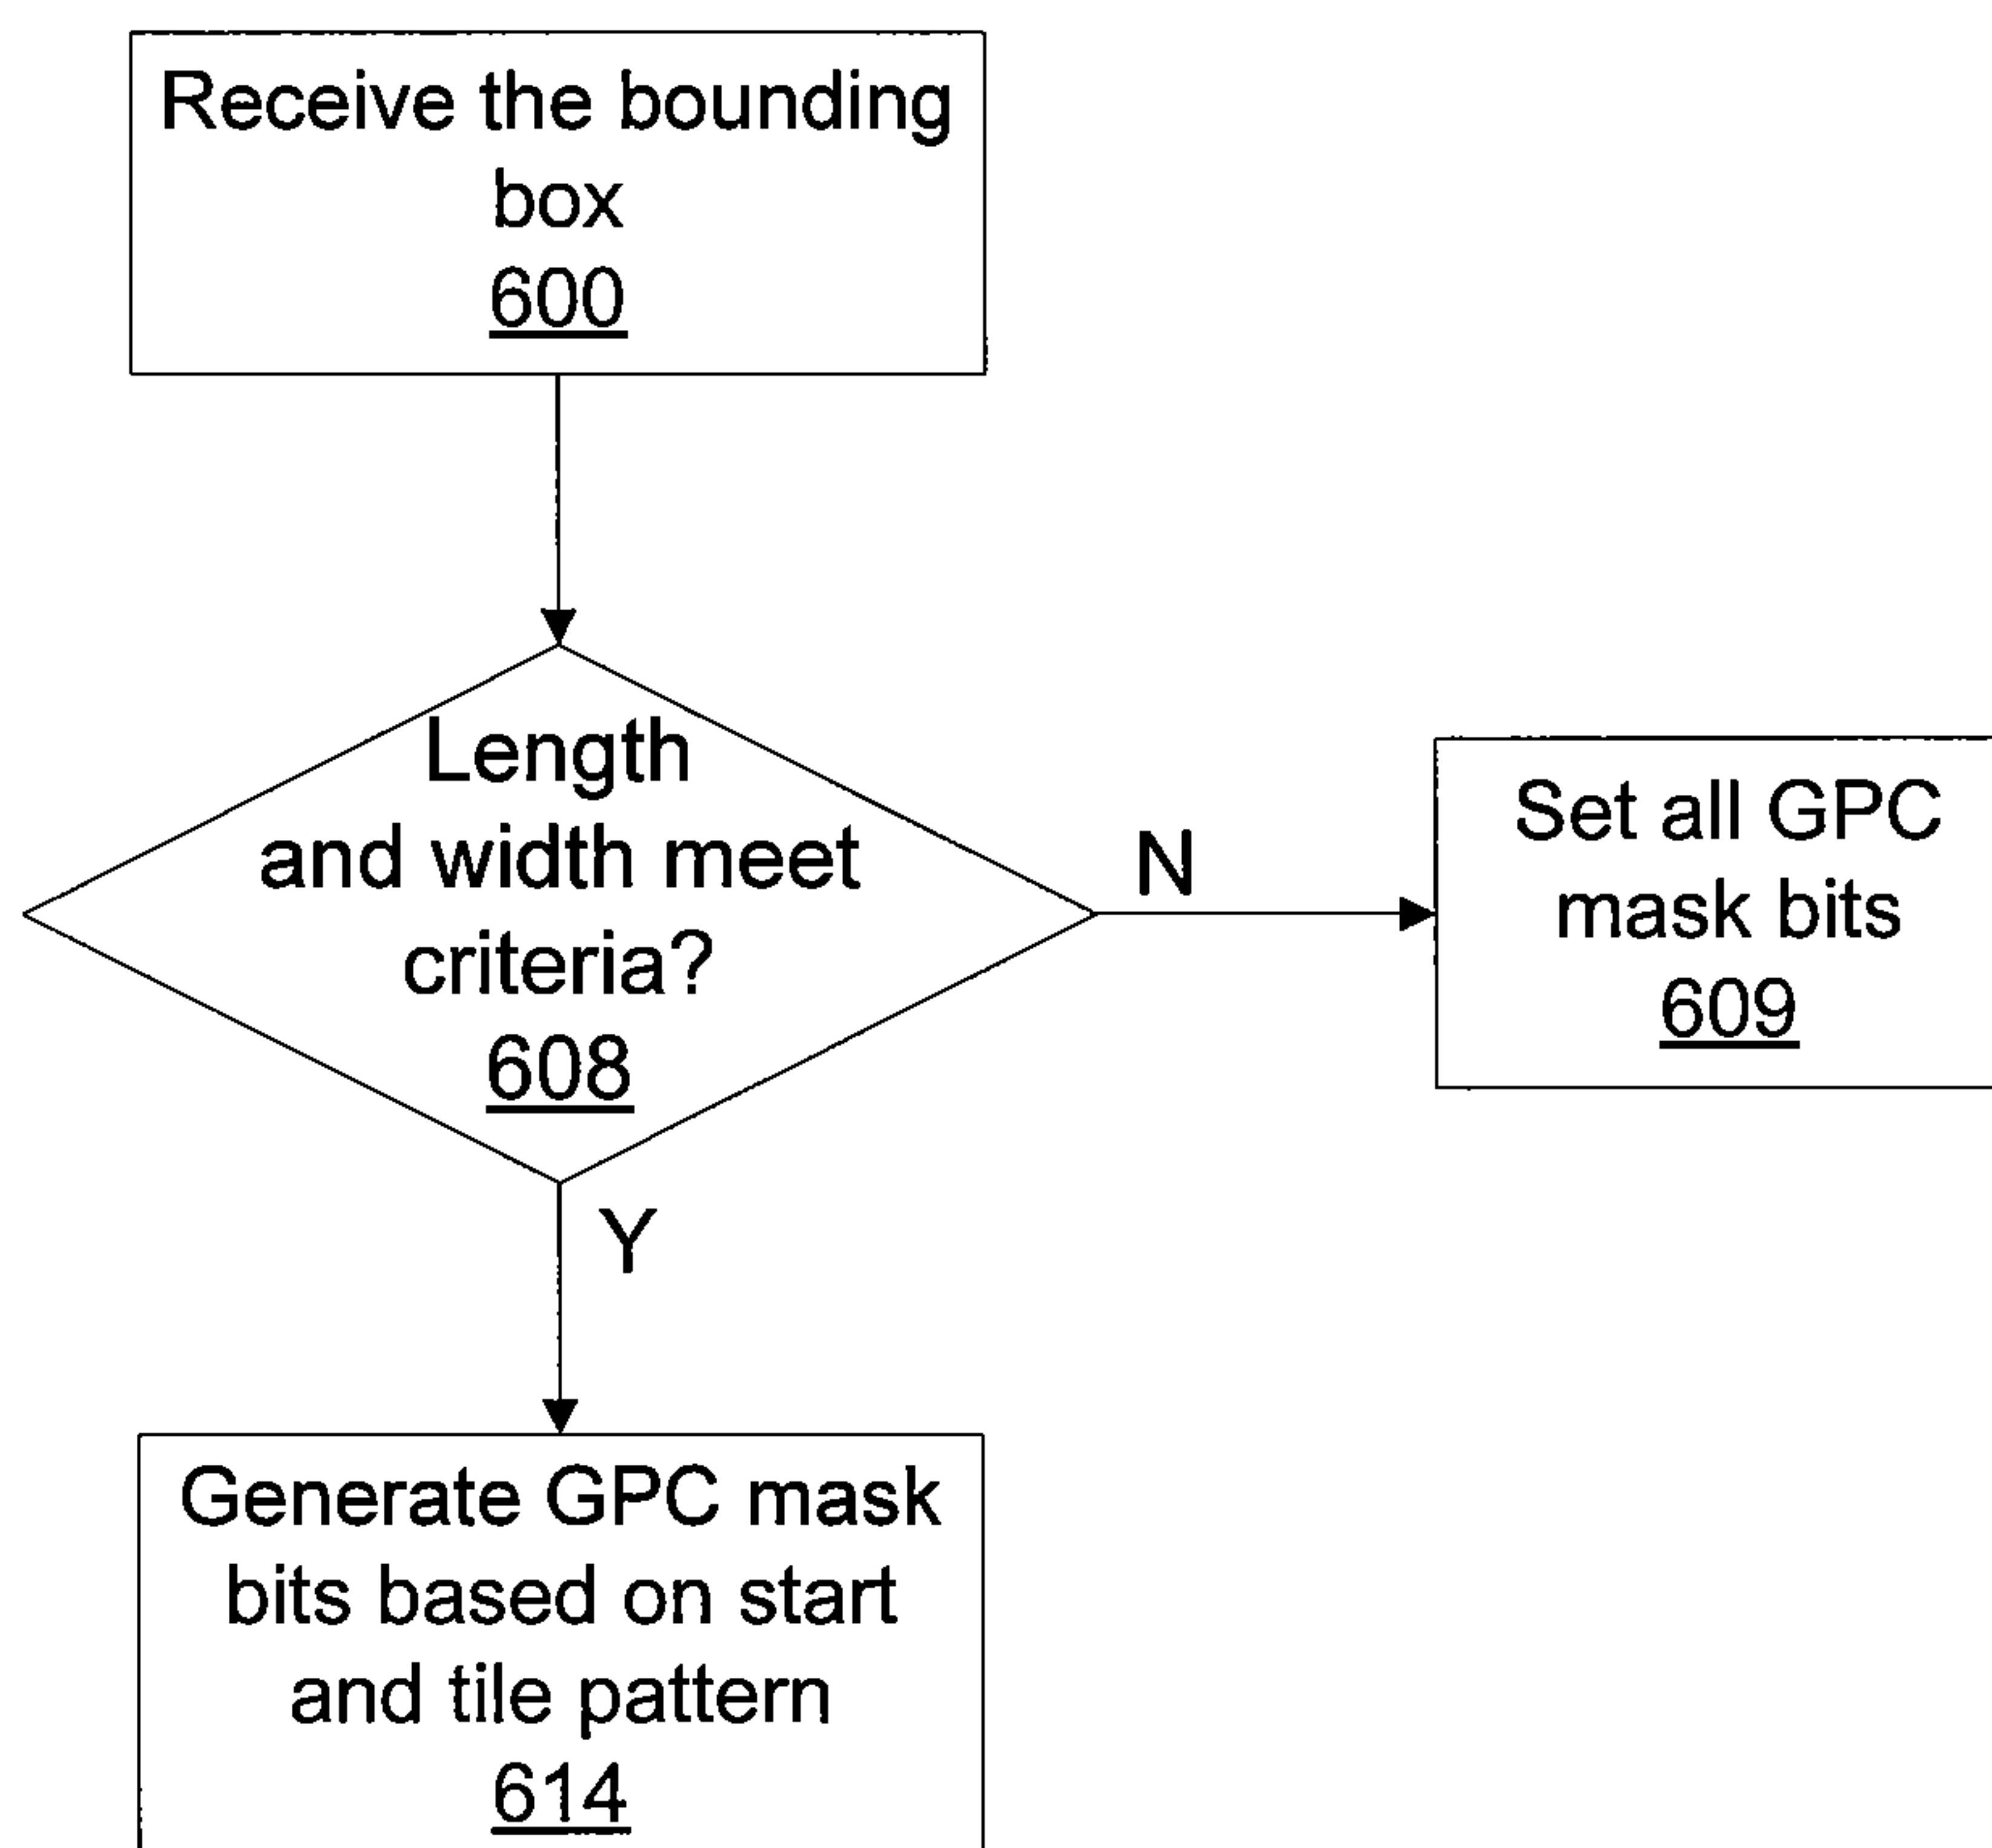 Receive the bounding
box
600
Length
and width meet
criteria?
608
N
Set all GPC
mask bits
609
Y
Generate GPC mask
bits based on start
and tile pattern
614